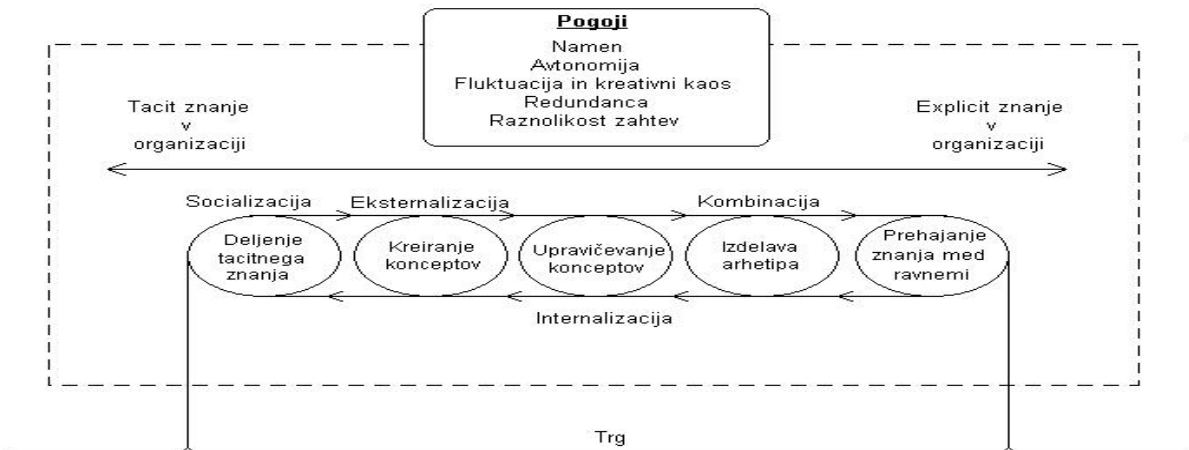 Pogoji
Namen
Avtonomija
Fluktuacija in kreativni kaos
Redundanca
Raznolikost zahtev
Tacit znanje
v
organizaciji
Explicit znanje
v
organizaciji
Socializacija
Eksternalizacija
Kombinacija
Deljenje
tacitnega
znanja
Kreiranje
konceptov
Upravičevanje
konceptov
Izdelava
arhetipa
Prehajanje
znanja med
ravnemi
Internalizacija
Trg